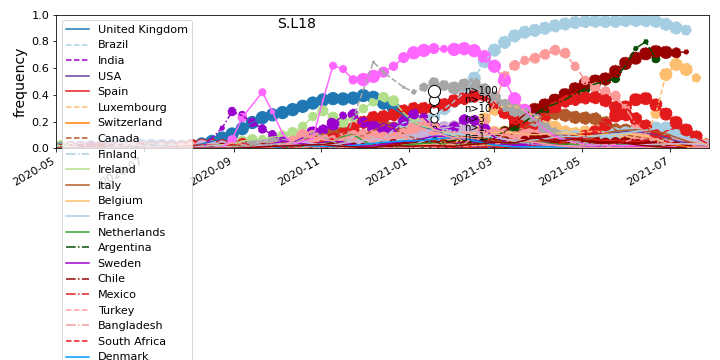 S.L18
frequency
1.0
0.8
0.6
0.4
0.2
0.0
2020-05
2020-09
2020-11
2021-01
2021-03
2021-05
2021-07
United Kingdom
Brazil
India
USA
Spain
Luxembourg
Switzerland
Canada
Finland
Ireland
Italy
Belgium
France
Netherlands
Argentina
Sweden
Chile
Mexico
Turkey
Bangladesh
South Africa
Denmark
n>100
n>30
n>10
n>3
n>1
n=1